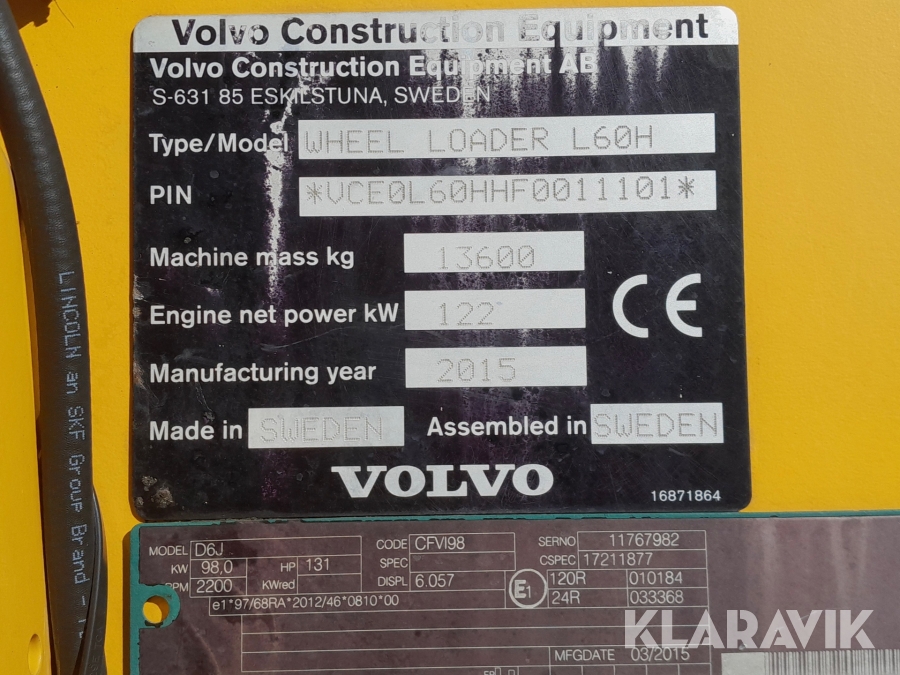 Volvo Construction Equipment
Volvo Construction Equipment AB
S-631 85 ESKILSTUNA, SWEDEN
Type/Model WHEEL LOADER L60H
PIN *VCE0L60HHF0011101*
Machine mass kg 13600
Engine net power kW 122
Manufacturing year 2015
Made in SWEDEN Assembled in SWEDEN
VOLVO
16871864
LINCOLN an SKF Group Brand -
MODEL D6J CODE CFVI98 SERNO 11767982
KW 98,0 HP 131 SPEC CSPEC 17211877
RPM 2200 KWred DISPL 6.057 E1 120R 010184
24R 033368
e1*97/68RA*2012/46*0810*00
MFGDATE 03/2015
KLARAVIK